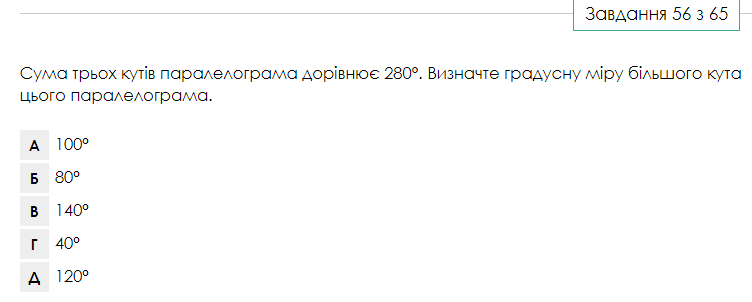 Завдання 56 з 65
Сума трьох кутів паралелограма дорівнює 280°. Визначте градусну міру більшого кута
цього паралелограма.
А 100°
Б 80°
В 140°
Г 40°
Д 120°